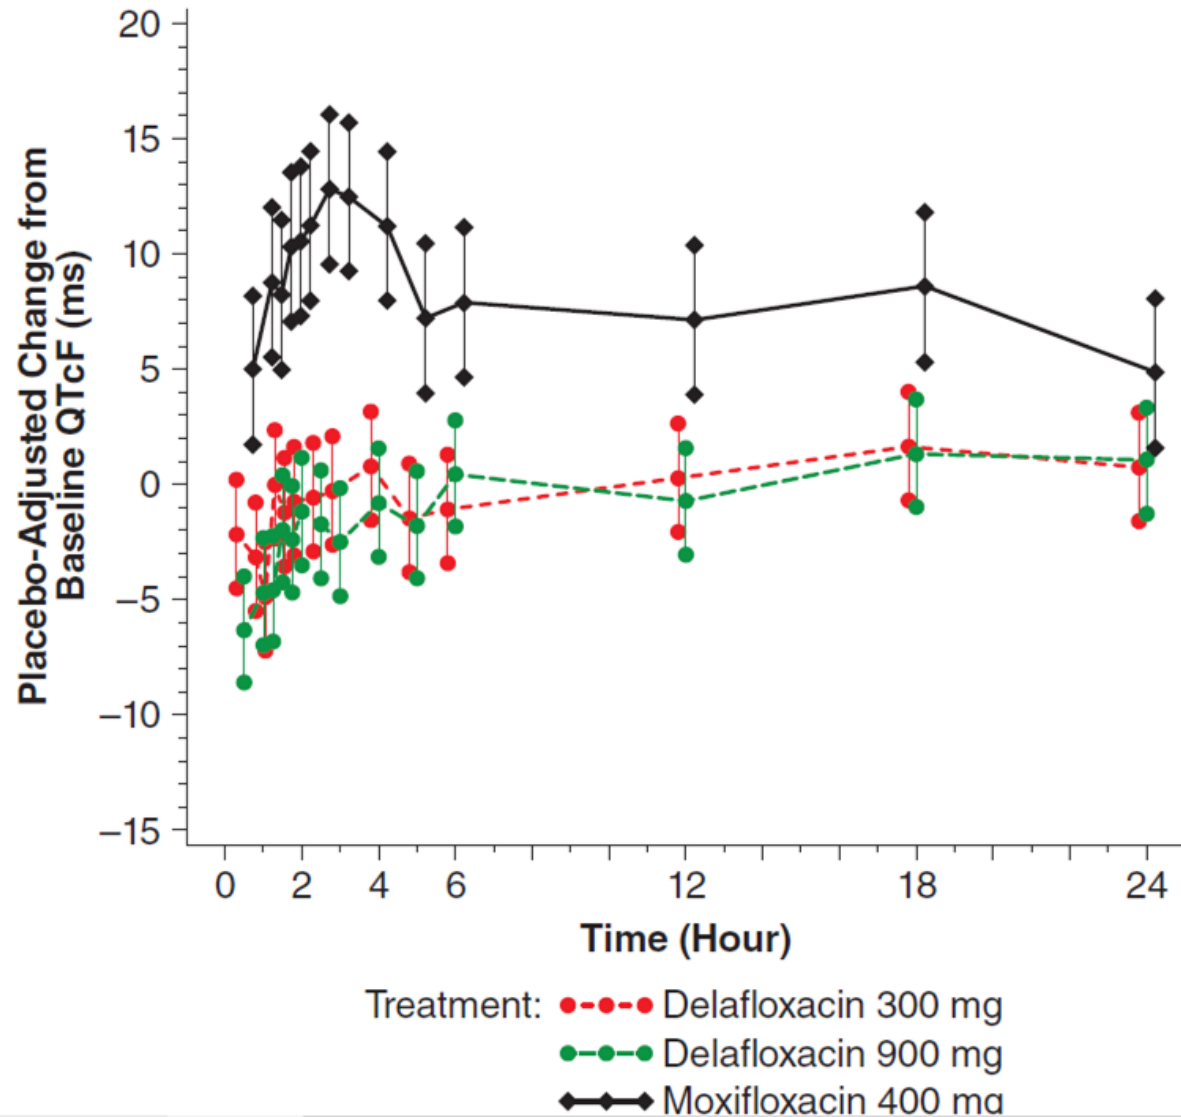 Placebo-Adjusted Change from
Baseline QTcF (ms)
20
15
10
5
0
−5
−10
−15
0 2 4 6 12 18 24
Time (Hour)
Treatment:
Delafloxacin 300 mg
Delafloxacin 900 mg
Moxifloxacin 400 mg